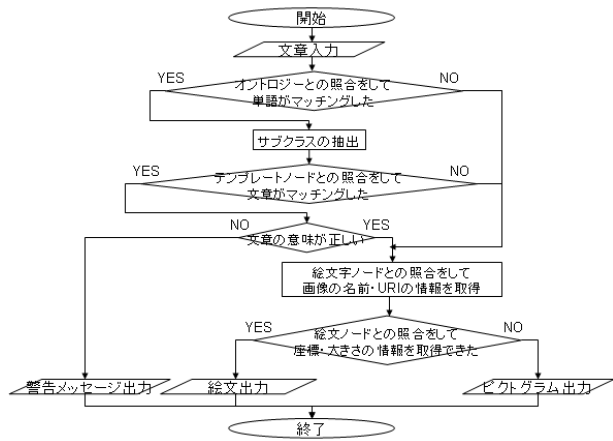 開始
文章入力
YES
NO
オントロジーとの照合をして
単語がマッチングした
サブクラスの抽出
YES
NO
テンプレートノードとの照合をして
文章がマッチングした
NO
YES
文章の意味が正しい
絵文字ノードとの照合をして
画像の名前・URIの情報を取得
YES
NO
絵文ノードとの照合をして
座標・大きさの情報を取得できた
警告メッセージ出力
絵文出力
ピクトグラム出力
終了